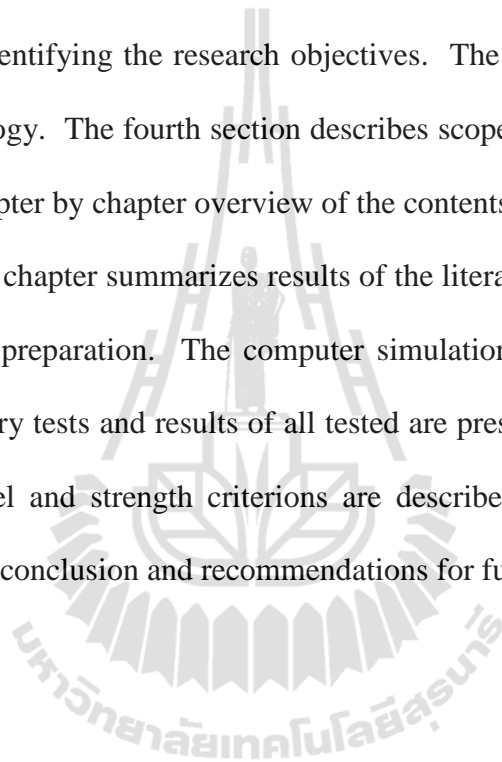 entifying the research objectives. The
ogy. The fourth section describes scope
pter by chapter overview of the contents
chapter summarizes results of the litera
preparation. The computer simulation
ry tests and results of all tested are pres
el and strength criterions are describe
conclusion and recommendations for fu
มหาวิทยาลัยเทคโนโลยีสุรนารี